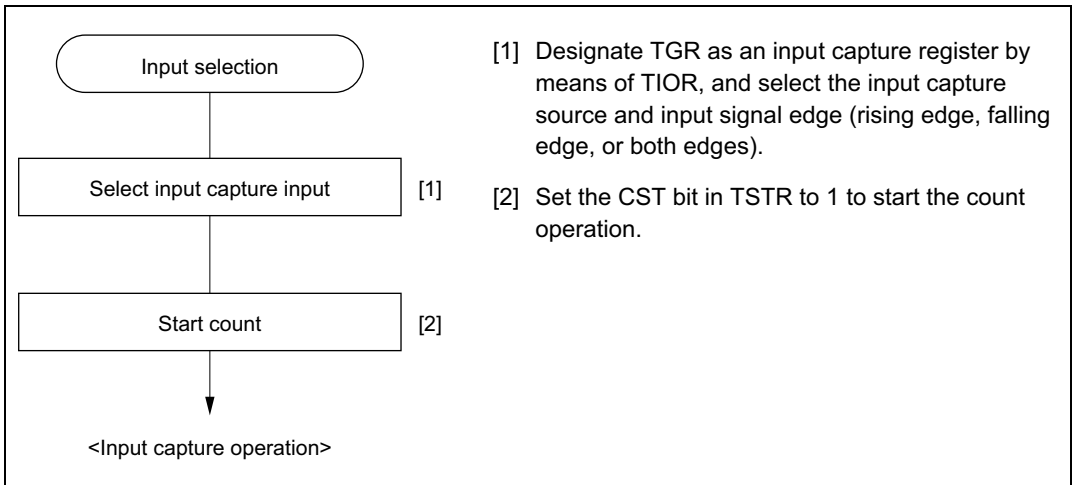 Input selection
Select input capture input
[1]
Start count
[2]
<Input capture operation>
[1] Designate TGR as an input capture register by
means of TIOR, and select the input capture
source and input signal edge (rising edge, falling
edge, or both edges).
[2] Set the CST bit in TSTR to 1 to start the count
operation.